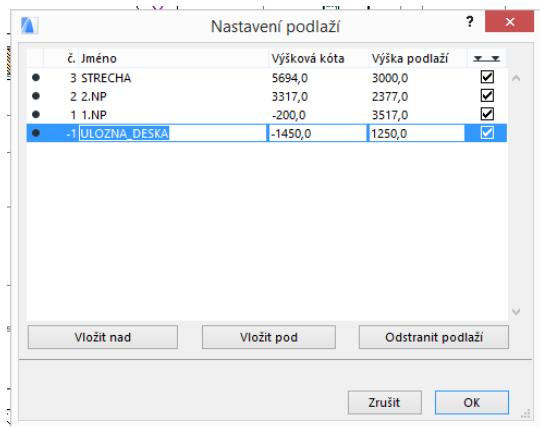 Nastavení podlaží ?
č. Jméno Výšková kóta Výška podlaží
3 STRECHA 5694,0 3000,0
2 2.NP 3317,0 2377,0
1 1.NP -200,0 3517,0
-1 ULOZNA_DESKA -1450,0 1250,0
Vložit nad Vložit pod Odstranit podlaží
Zrušit OK